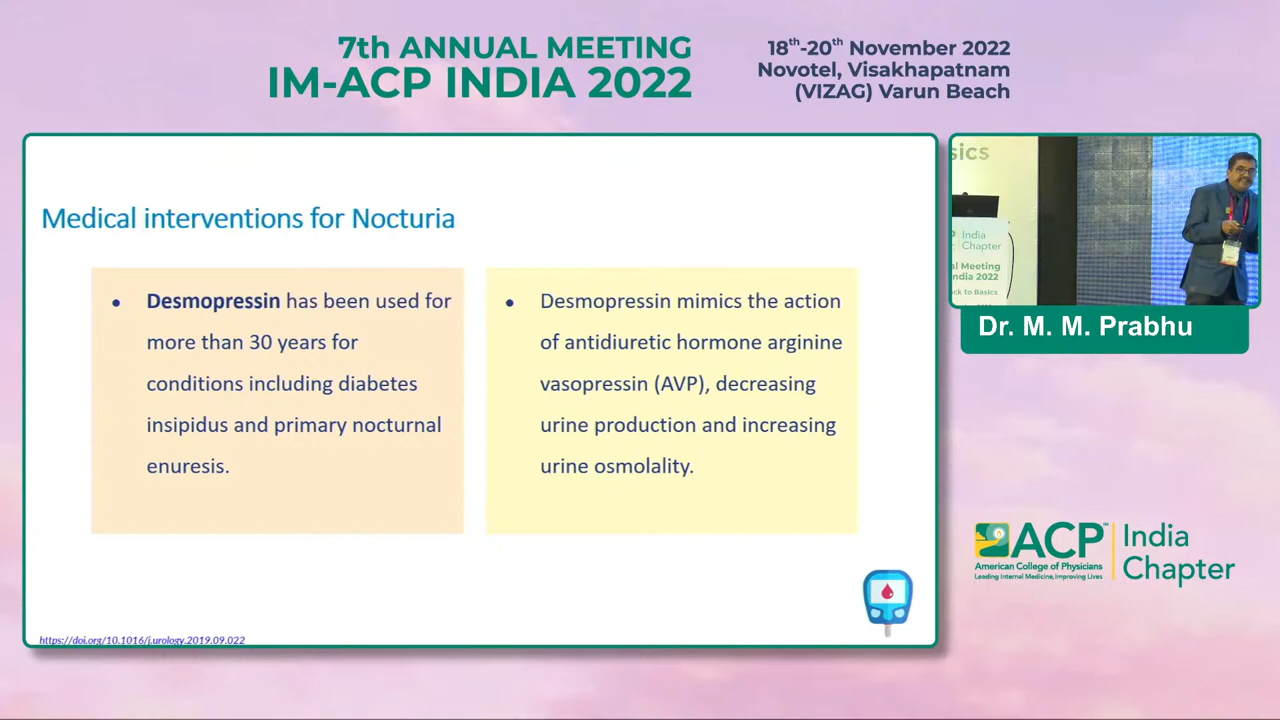 7th ANNUAL MEETING
IM-ACP INDIA 2022
18th-20th November 2022
Novotel, Visakhapatnam
(VIZAG) Varun Beach
Medical interventions for Nocturia
• Desmopressin has been used for
more than 30 years for
conditions including diabetes
insipidus and primary nocturnal
enuresis.
• Desmopressin mimics the action
of antidiuretic hormone arginine
vasopressin (AVP), decreasing
urine production and increasing
urine osmolality.
https://doi.org/10.1016/j.urology.2019.09.022
sics
India
Chapter
al Meeting
ndia 2022
ck to Basics
Dr. M. M. Prabhu
ACP™
American College of Physicians
Leading Internal Medicine, Improving Lives
India
Chapter